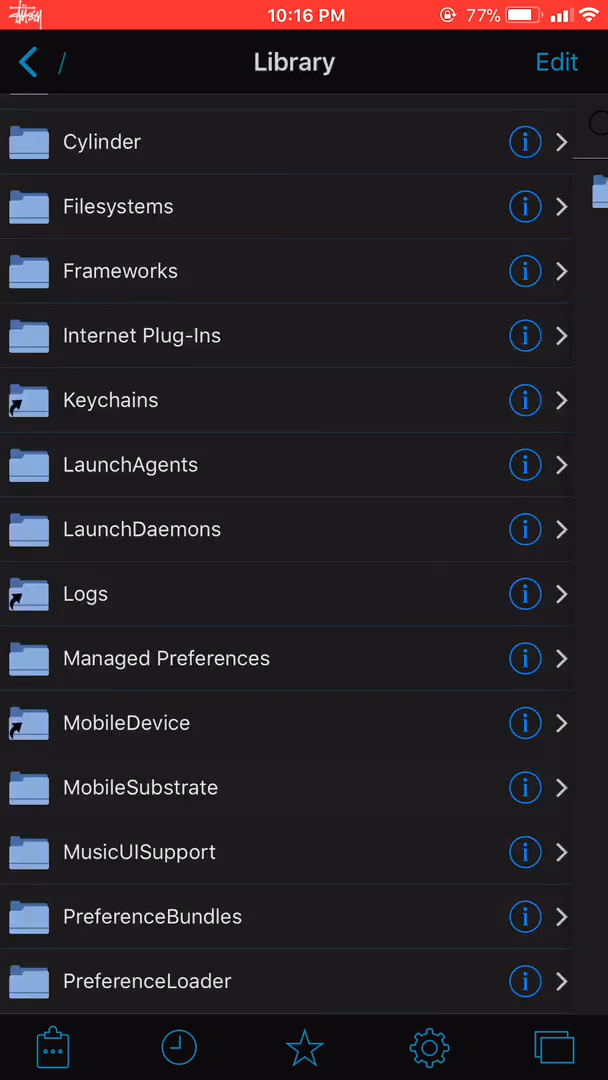 Stüssy
10:16 PM
77%
/
Library
Edit
Cylinder
Filesystems
Frameworks
Internet Plug-Ins
Keychains
LaunchAgents
LaunchDaemons
Logs
Managed Preferences
MobileDevice
MobileSubstrate
MusicUISupport
PreferenceBundles
PreferenceLoader